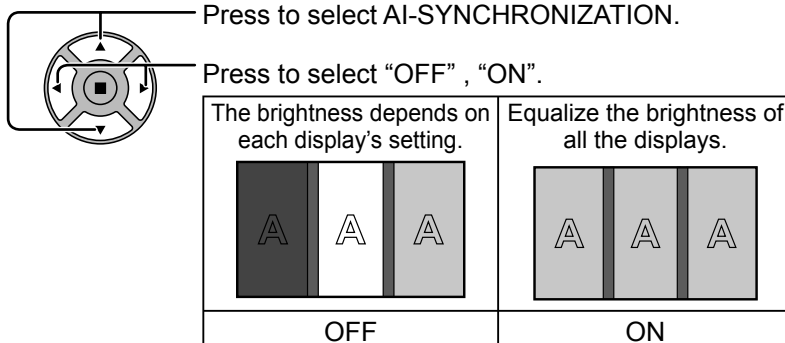 Press to select AI-SYNCHRONIZATION.
Press to select “OFF” , “ON”.
The brightness depends on
each display’s setting.
Equalize the brightness of
all the displays.
A A A
A A A
OFF
ON